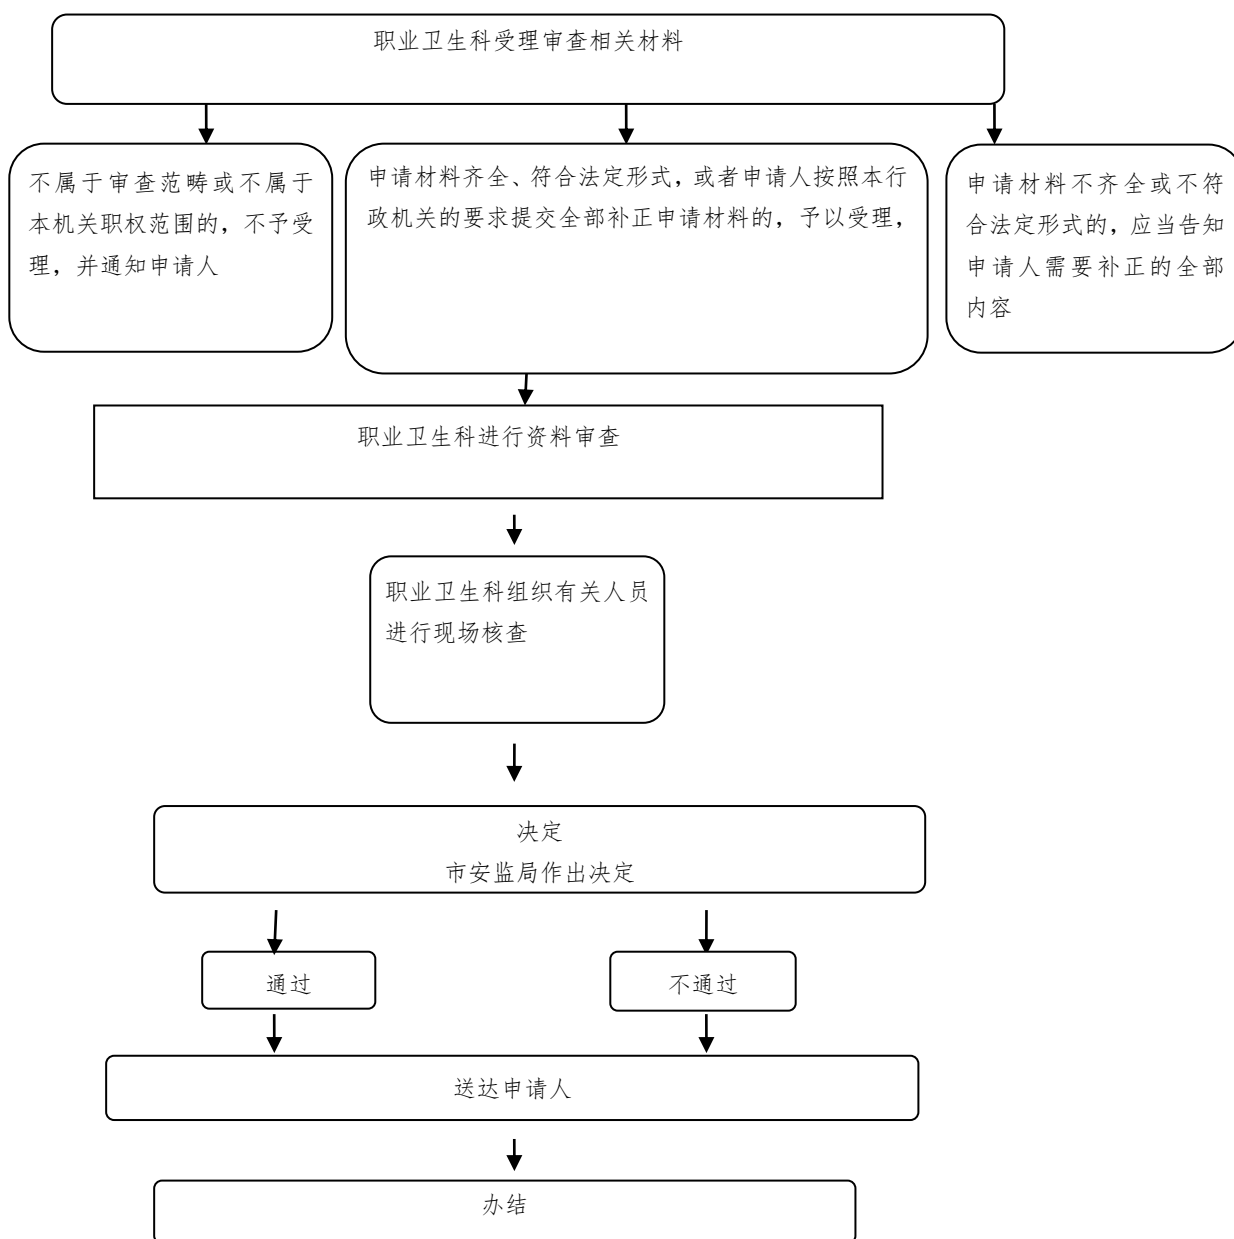 职业卫生科受理审查相关材料
不属于审查范畴或不属于
本机关职权范围的，不予受
理，并通知申请人
申请材料齐全、符合法定形式，或者申请人按照本行
政机关的要求提交全部补正申请材料的，予以受理，
申请材料不齐全或不符
合法定形式的，应当告知
申请人需要补正的全部
内容
职业卫生科进行资料审查
职业卫生科组织有关人员
进行现场核查
决定
市安监局作出决定
通过
不通过
送达申请人
办结